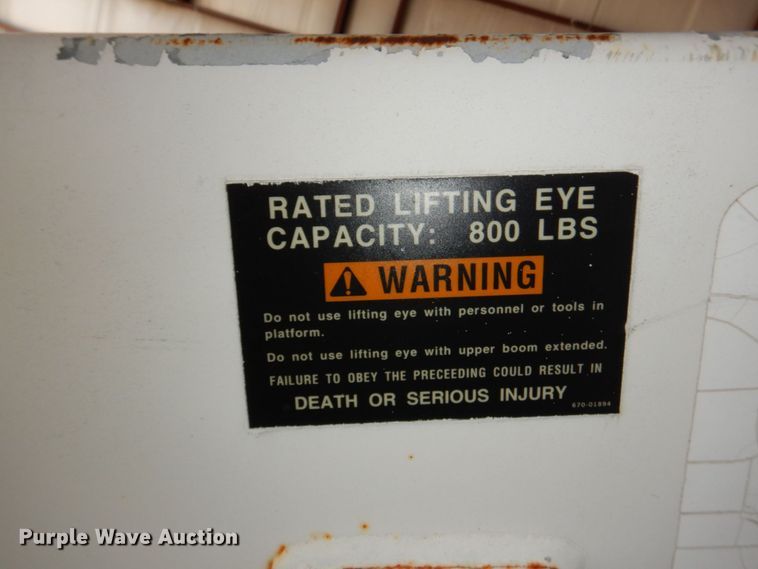 RATED LIFTING EYE
CAPACITY: 800 LBS
WARNING
Do not use lifting eye with personnel or tools in
platform.
Do not use lifting eye with upper boom extended.
FAILURE TO OBEY THE PRECEEDING COULD RESULT IN
DEATH OR SERIOUS INJURY
670-01894
Purple Wave Auction